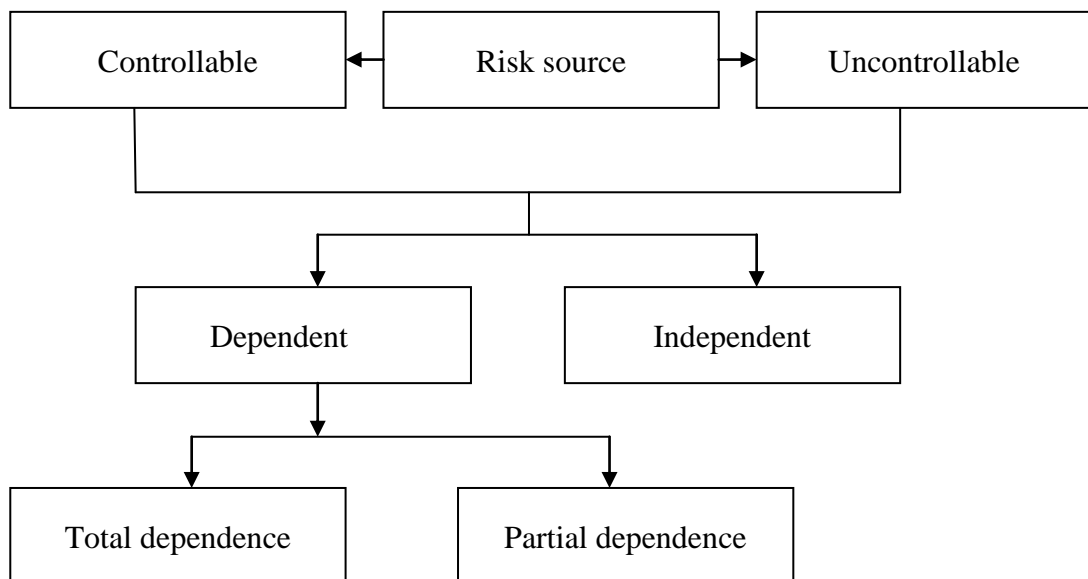 Controllable
Risk source
Uncontrollable
Dependent
Independent
Total dependence
Partial dependence